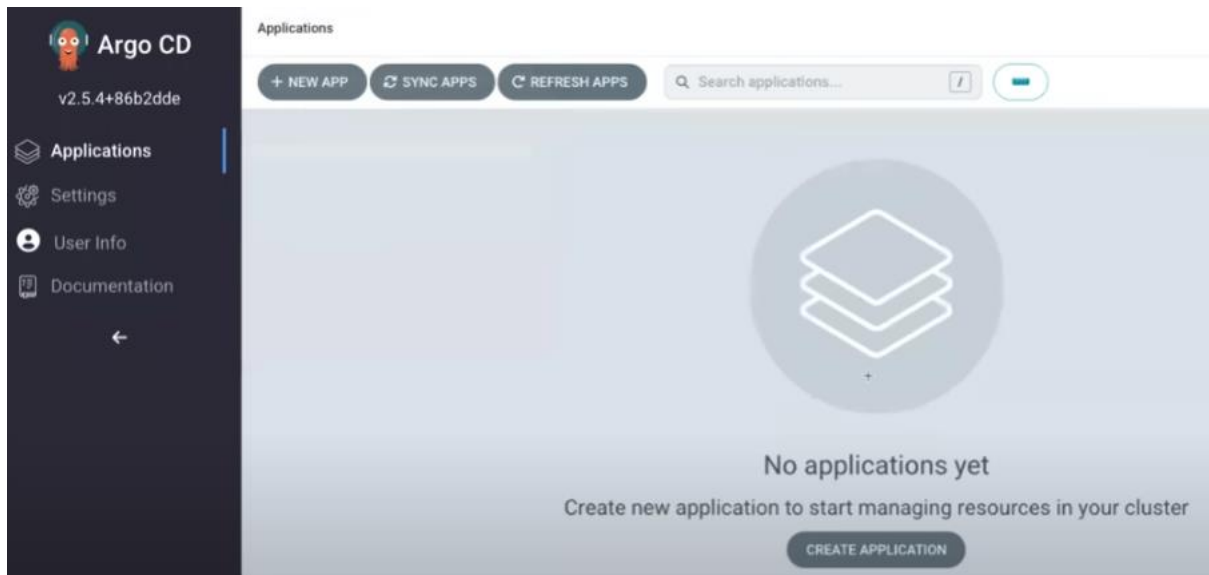 Argo CD
v2.5.4+86b2dde
Applications
Settings
User Info
Documentation
Applications
+ NEW APP SYNC APPS REFRESH APPS Search applications... /
No applications yet
Create new application to start managing resources in your cluster
CREATE APPLICATION